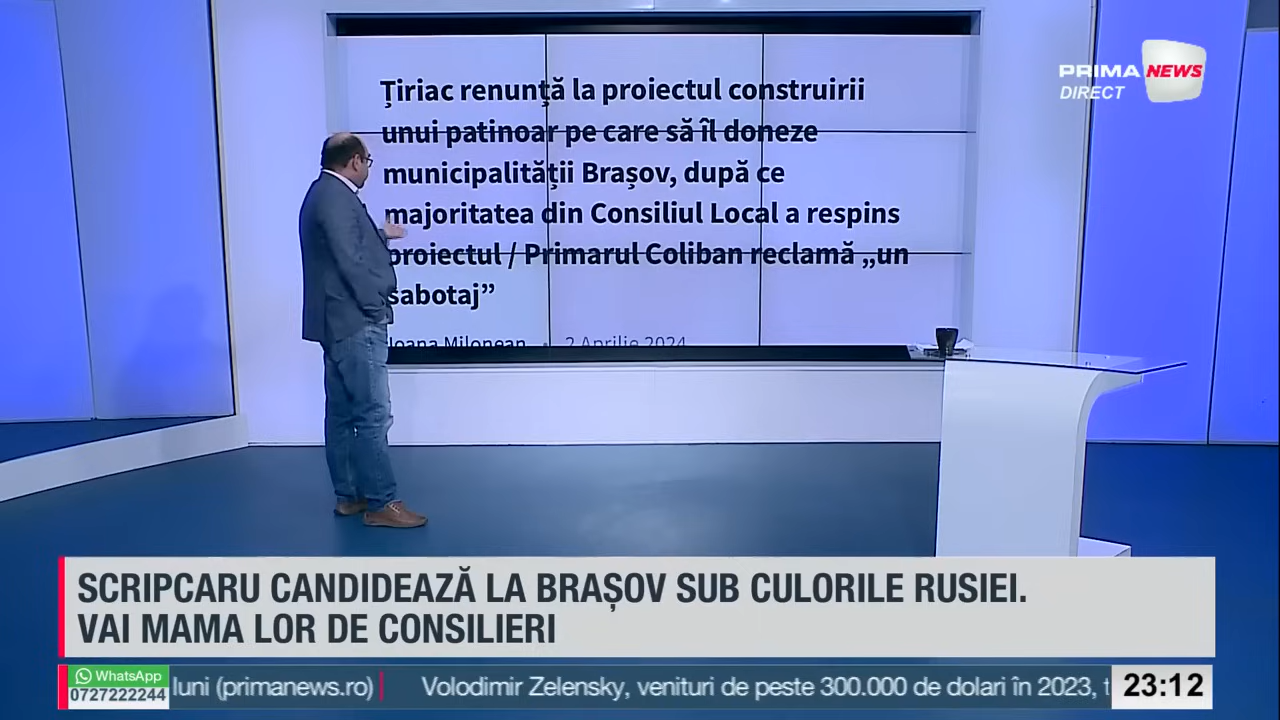 Țiriac renunţă la proiectul construirii
unui patinoar pe care să îl doneze
municipalității Brașov, după ce
majoritatea din Consiliul Local a respins
proiectul / Primarul Coliban reclamă „un
sabotaj”
Ioana Milonean • 2 Aprilie 2024
PRIMA NEWS
DIRECT
SCRIPCARU CANDIDEAZĂ LA BRAȘOV SUB CULORILE RUSIEI.
VAI MAMA LOR DE CONSILIERI
WhatsApp
0727222244
luni (primanews.ro) | Volodimir Zelensky, venituri de peste 300.000 de dolari în 2023, t
23:12